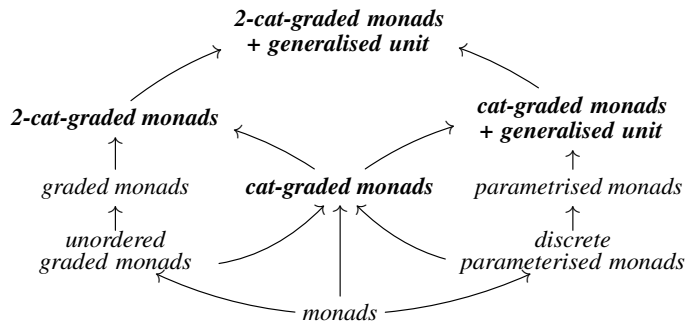 2-cat-graded monads
+ generalised unit
2-cat-graded monads
cat-graded monads
+ generalised unit
graded monads
cat-graded monads
parametrised monads
unordered
graded monads
discrete
parameterised monads
monads